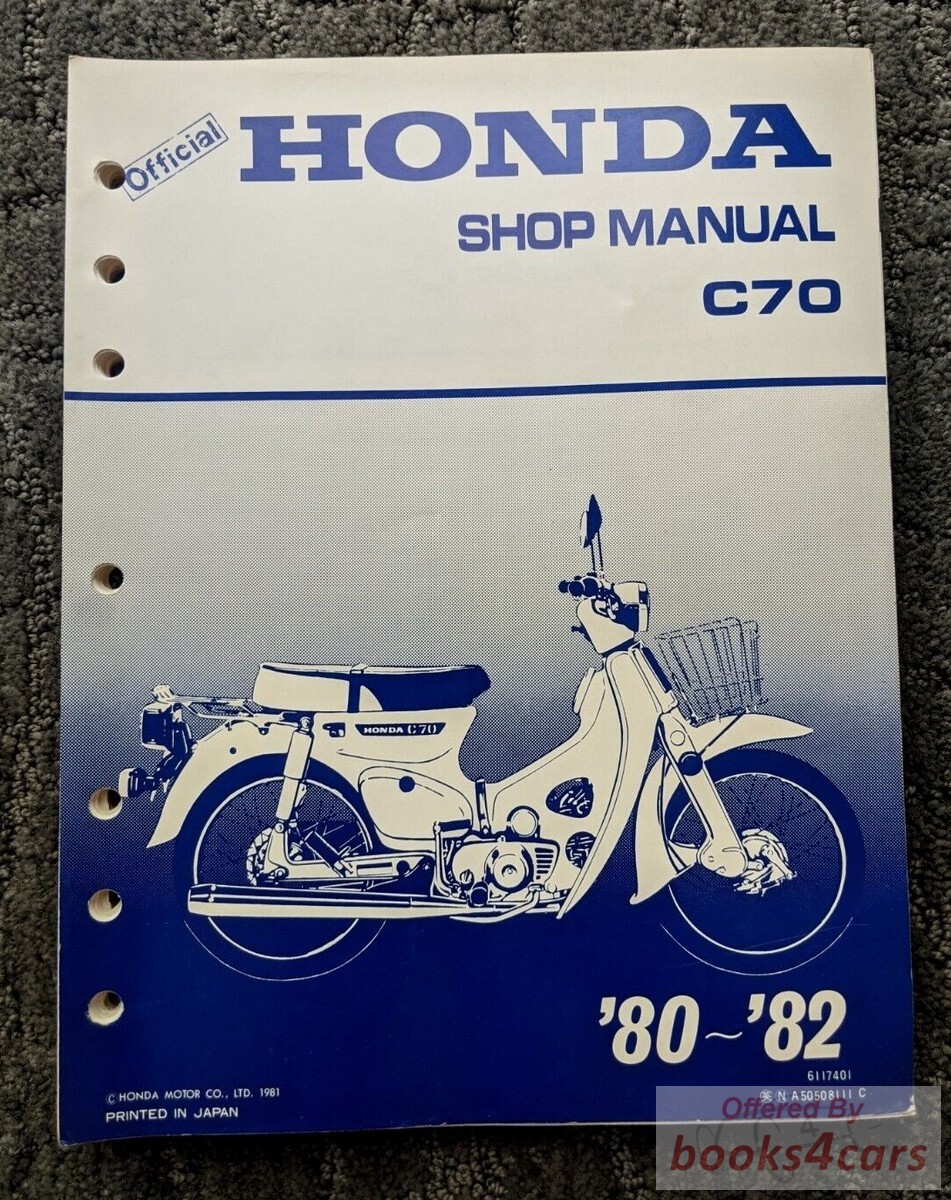 Official
HONDA
SHOP MANUAL
C70
HONDA C70
'80~'82
6117401
© HONDA MOTOR CO., LTD. 1981
PRINTED IN JAPAN
N A50508111 C
Offered By
books4cars